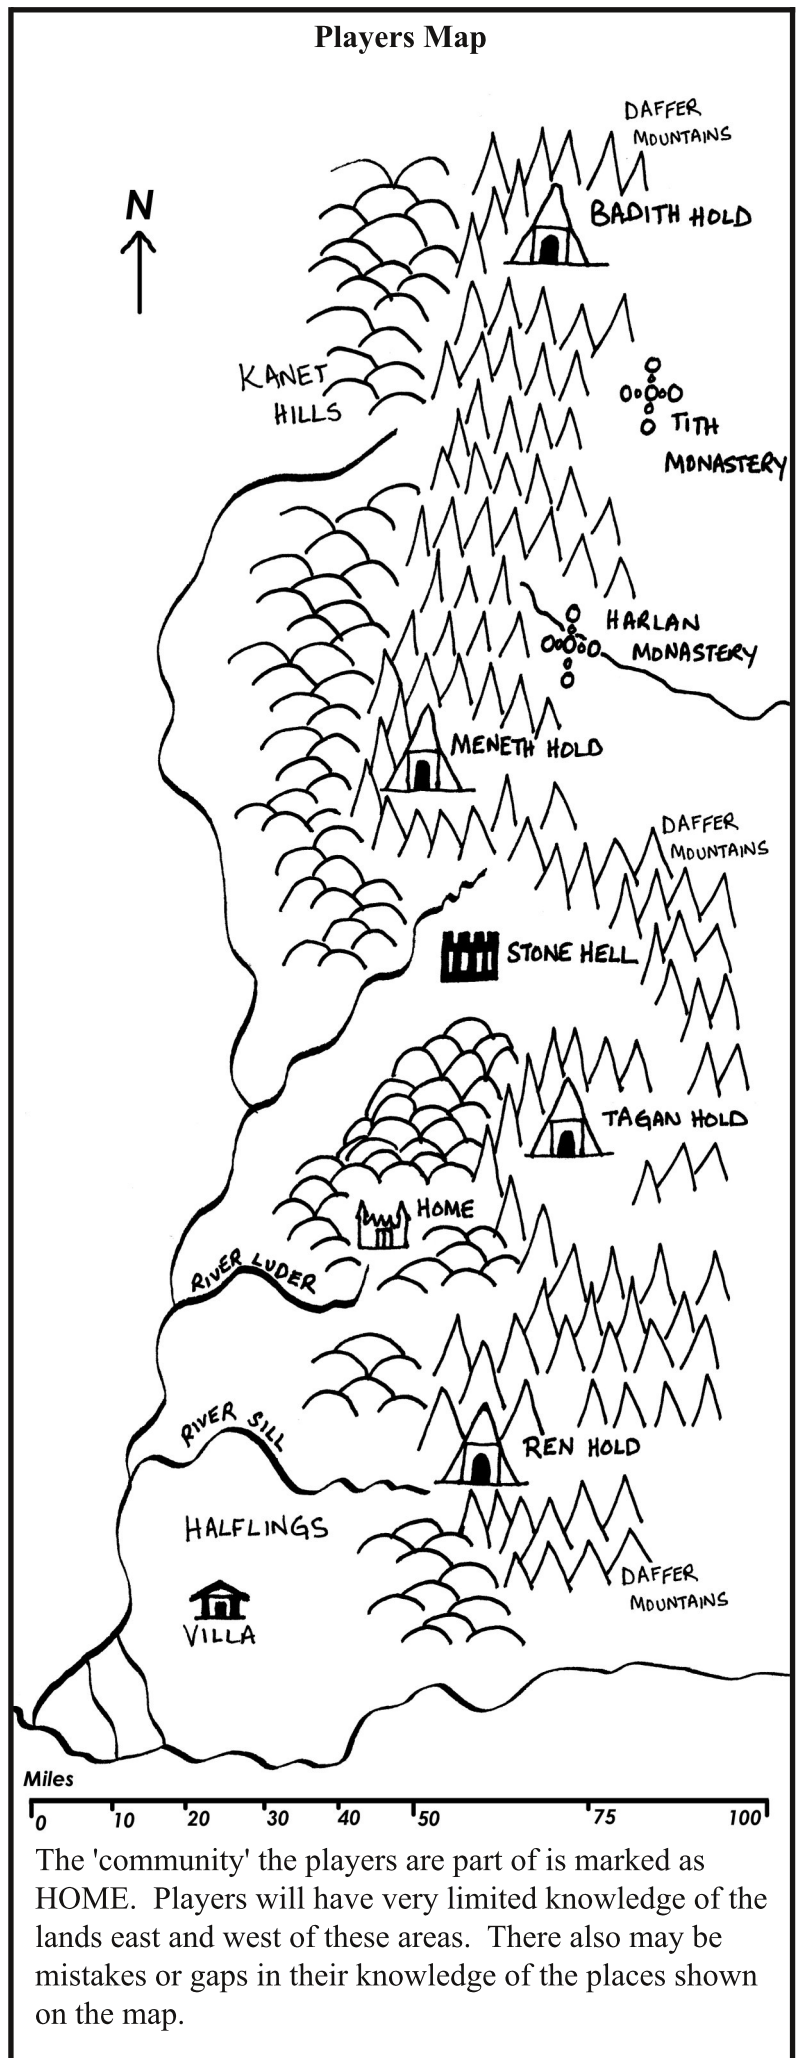 Players Map
DAFFER
MOUNTAINS
N
BADITH HOLD
KANET
HILLS
TITH
MONASTERY
HARLAN
MONASTERY
MENETH HOLD
DAFFER
MOUNTAINS
STONE HELL
TAGAN HOLD
HOME
RIVER LUDER
RIVER SILL
REN HOLD
HALFLINGS
DAFFER
MOUNTAINS
VILLA
Miles
0 10 20 30 40 50 75 100
The 'community' the players are part of is marked as
HOME. Players will have very limited knowledge of the
lands east and west of these areas. There also may be
mistakes or gaps in their knowledge of the places shown
on the map.